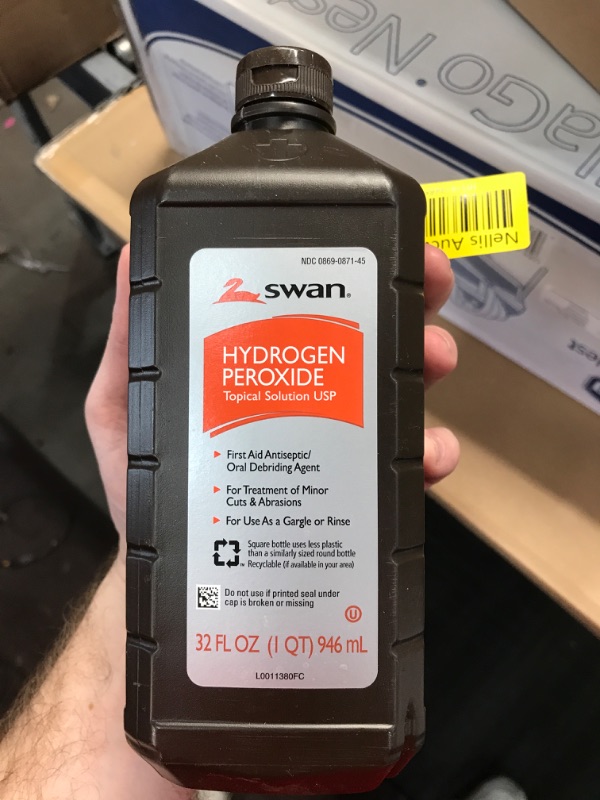 NDC 0869-0871-45
swan®
HYDROGEN
PEROXIDE
Topical Solution USP
First Aid Antiseptic/
Oral Debriding Agent
For Treatment of Minor
Cuts & Abrasions
For Use As a Gargle or Rinse
Square bottle uses less plastic
than a similarly sized round bottle
Recyclable (if available in your area)
Do not use if printed seal under
cap is broken or missing
U
32 FL OZ (1 QT) 946 mL
L0011380FC
Nellis